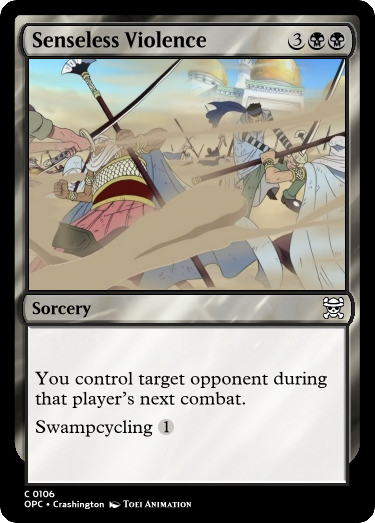 Senseless Violence 3
Sorcery
You control target opponent during
that player's next combat.
Swampcycling 1
C 0106
OPC • Crashington Toei Animation